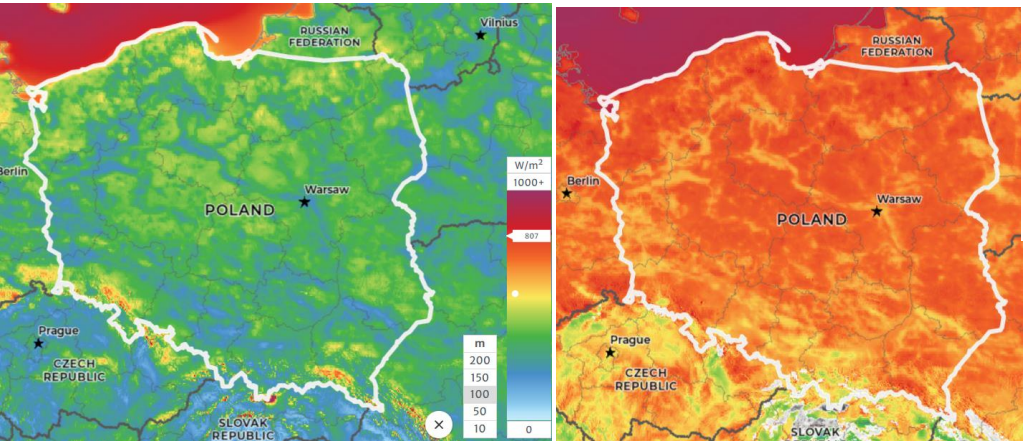 Vilnius
RUSSIAN
FEDERATION
Berlin
Warsaw
POLAND
Prague
CZECH
REPUBLIC
SLOVAK
REPUBLIC
W/m²
1000+
807
0
m
200
150
100
50
10
×
RUSSIAN
FEDERATION
Berlin
Warsaw
POLAND
Prague
CZECH
REPUBLIC
SLOVAK